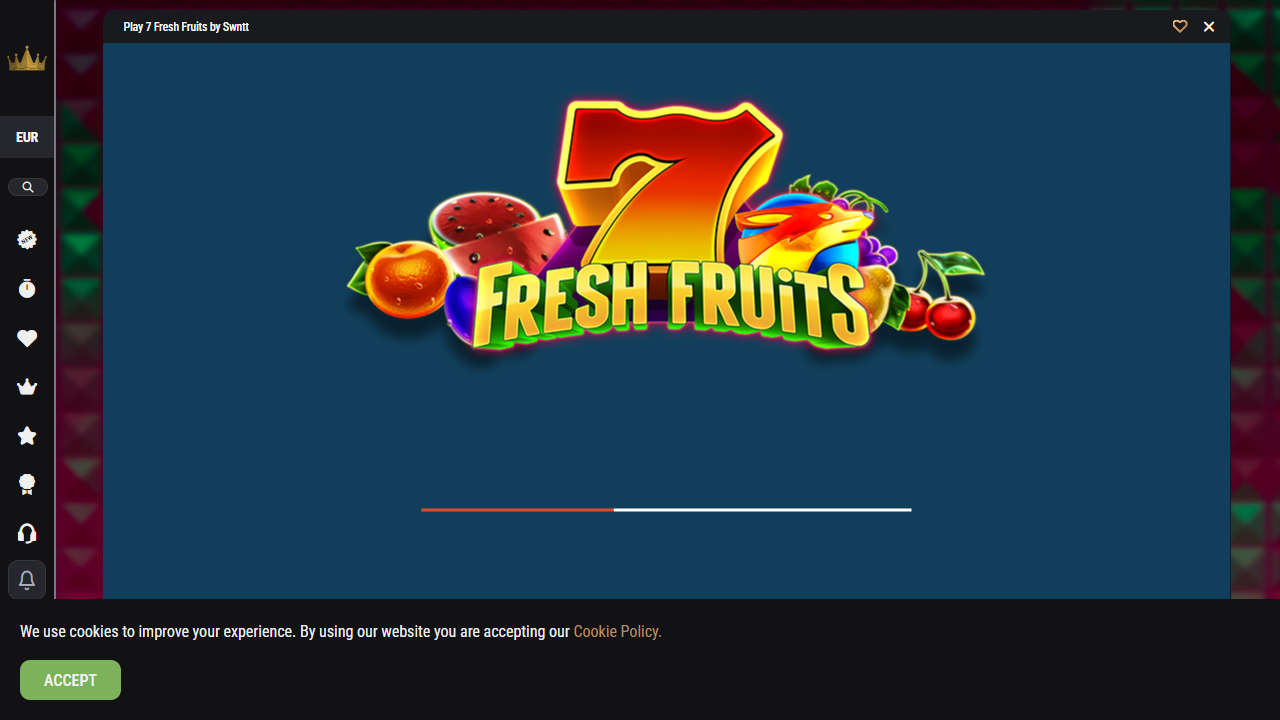 Play 7 Fresh Fruits by Swntt
EUR
NEW
7
FRESH FRUiTS
We use cookies to improve your experience. By using our website you are accepting our Cookie Policy.
ACCEPT